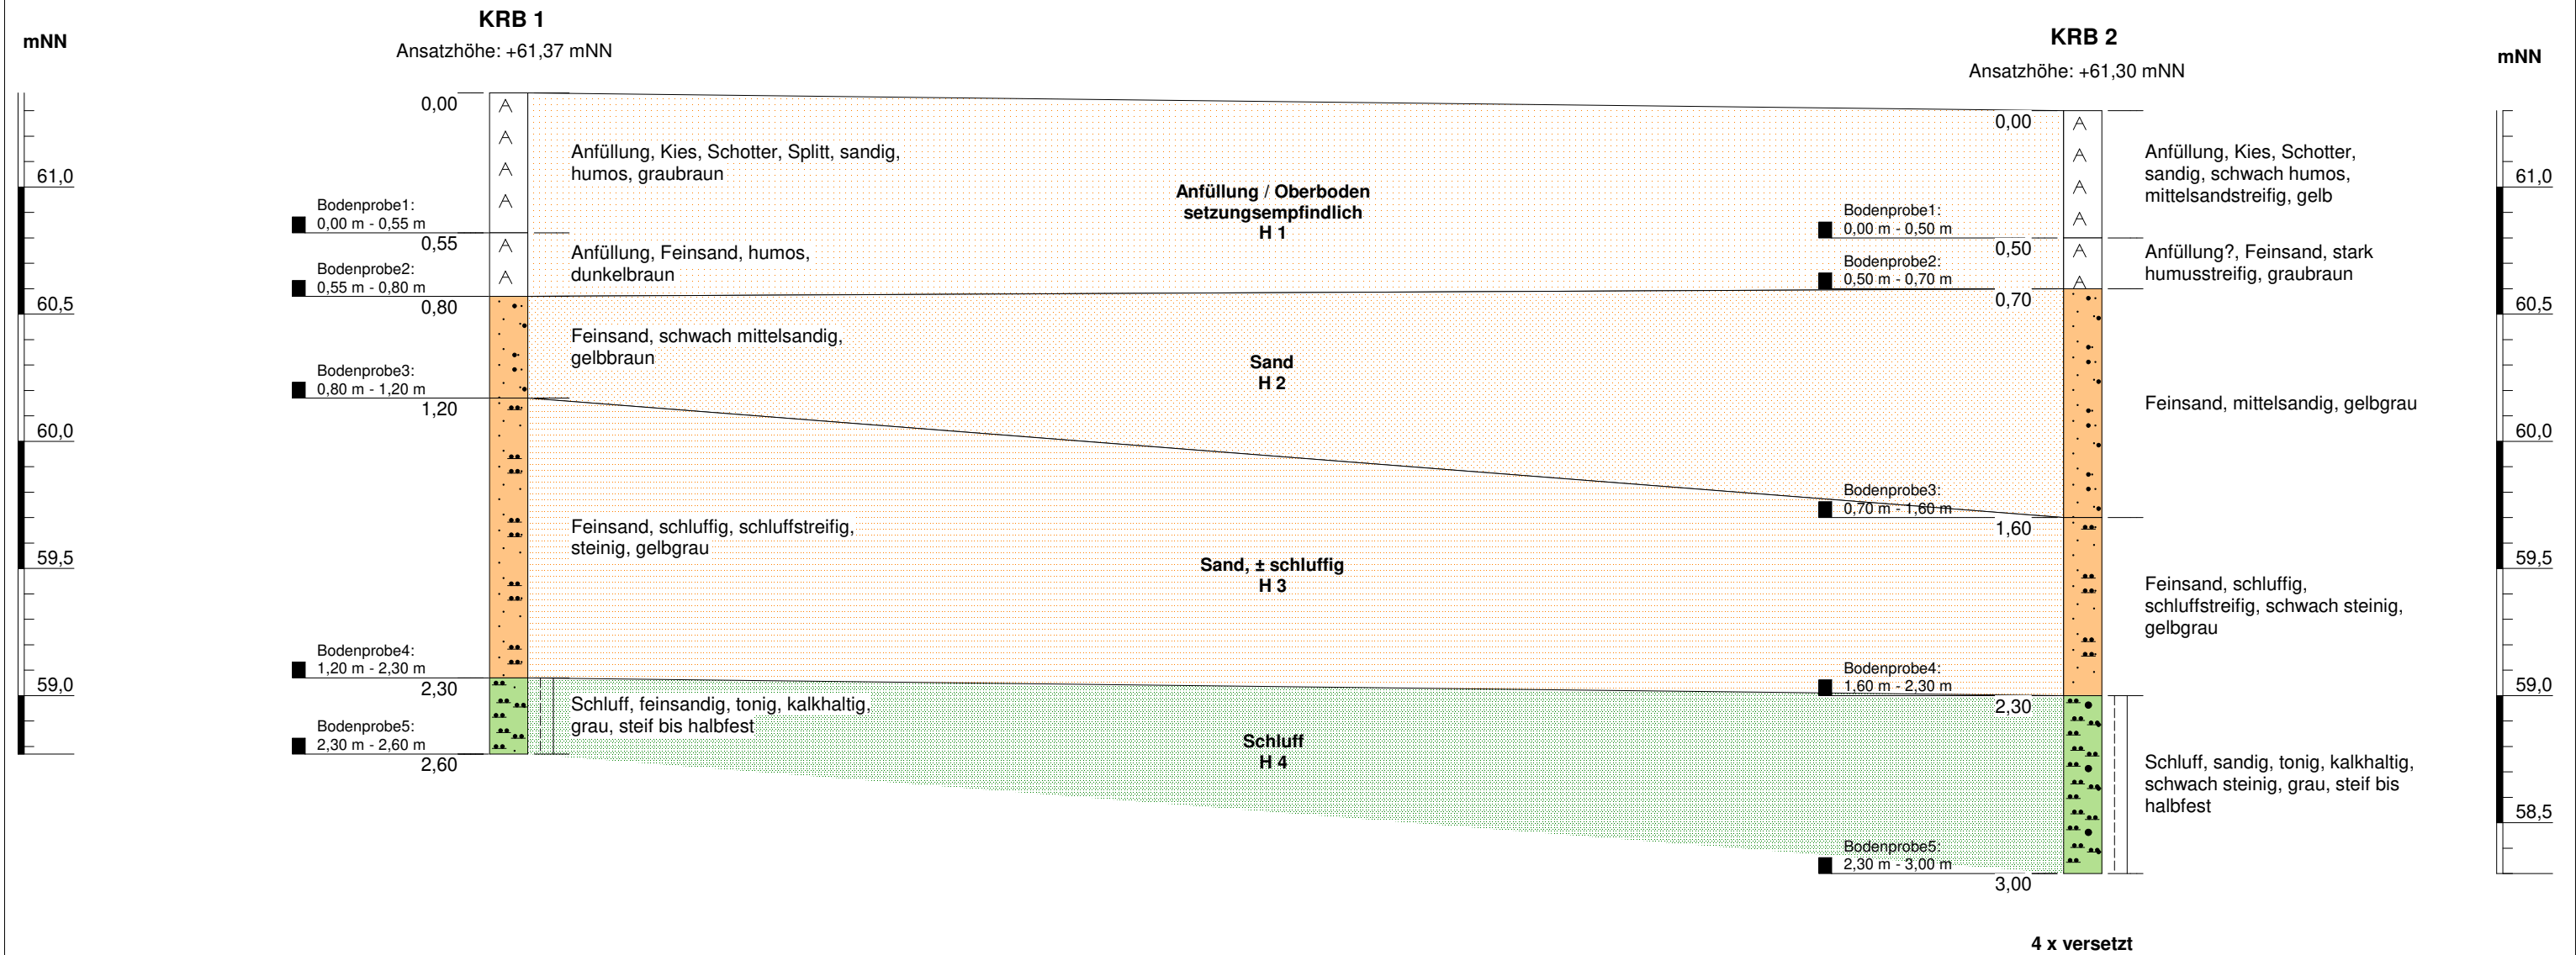 mNN
KRB 1
Ansatzhöhe: +61,37 mNN
61,0
60,5
60,0
59,5
59,0
0,00
Bodenprobe1:
0,00 m - 0,55 m
0,55
Bodenprobe2:
0,55 m - 0,80 m
0,80
Bodenprobe3:
0,80 m - 1,20 m
1,20
Bodenprobe4:
1,20 m - 2,30 m
2,30
Bodenprobe5:
2,30 m - 2,60 m
2,60
Anfüllung, Kies, Schotter, Splitt, sandig,
humos, graubraun
Anfüllung, Feinsand, humos,
dunkelbraun
Feinsand, schwach mittelsandig,
gelbbraun
Feinsand, schluffig, schluffstreifig,
steinig, gelbgrau
Schluff, feinsandig, tonig, kalkhaltig,
grau, steif bis halbfest
Anfüllung / Oberboden
setzungsempfindlich
H 1
Sand
H 2
Sand, ± schluffig
H 3
Schluff
H 4
KRB 2
Ansatzhöhe: +61,30 mNN
0,00
Bodenprobe1:
0,00 m - 0,50 m
0,50
Bodenprobe2:
0,50 m - 0,70 m
0,70
Bodenprobe3:
0,70 m - 1,60 m
1,60
Bodenprobe4:
1,60 m - 2,30 m
2,30
Bodenprobe5:
2,30 m - 3,00 m
3,00
Anfüllung, Kies, Schotter,
sandig, schwach humos,
mittelsandstreifig, gelb
Anfüllung?, Feinsand, stark
humusstreifig, graubraun
Feinsand, mittelsandig, gelbgrau
Feinsand, schluffig,
schluffstreifig, schwach steinig,
gelbgrau
Schluff, sandig, tonig, kalkhaltig,
schwach steinig, grau, steif bis
halbfest
mNN
61,0
60,5
60,0
59,5
59,0
58,5
4 x versetzt